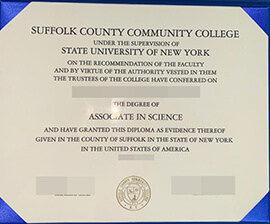 SUFFOLK COUNTY COMMUNITY COLLEGE
UNDER THE SUPERVISION OF
STATE UNIVERSITY OF NEW YORK
ON THE RECOMMENDATION OF THE FACULTY
AND BY VIRTUE OF THE AUTHORITY VESTED IN THEM
THE TRUSTEES OF THE COLLEGE HAVE CONFERRED ON
THE DEGREE OF
ASSOCIATE IN SCIENCE
AND HAVE GRANTED THIS DIPLOMA AS EVIDENCE THEREOF
GIVEN IN THE COUNTY OF SUFFOLK IN THE STATE OF NEW YORK
IN THE UNITED STATES OF AMERICA